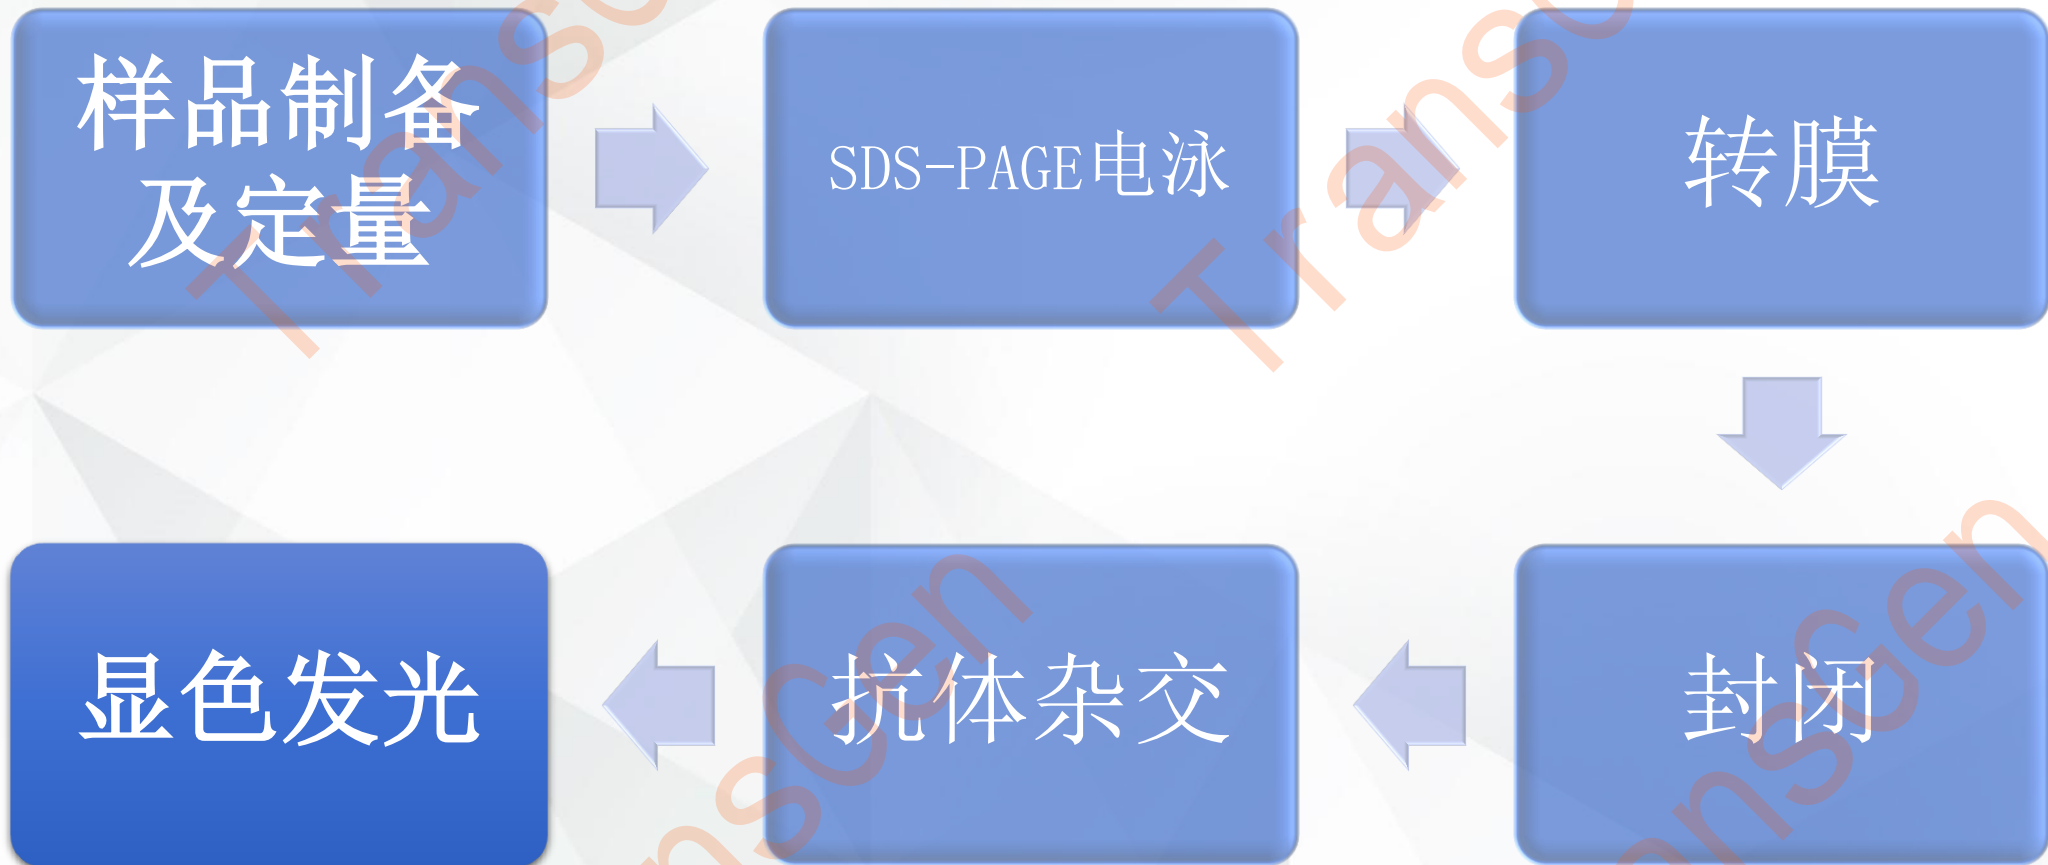 样品制备
及定量
SDS-PAGE电泳
转膜
封闭
抗体杂交
显色发光
TransGen